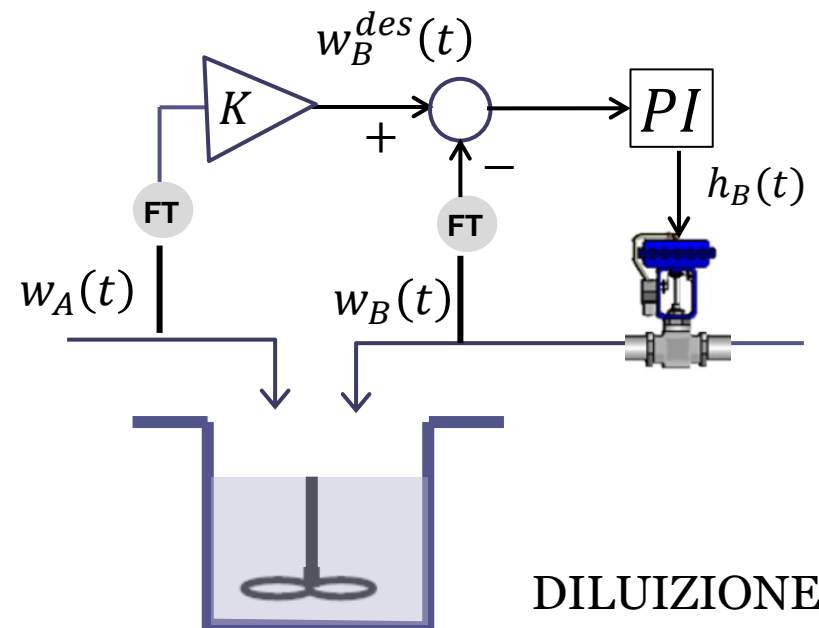 w_B^{des}(t)
K
+
PI
−
h_B(t)
FT
FT
w_A(t)
w_B(t)
DILUIZIONE